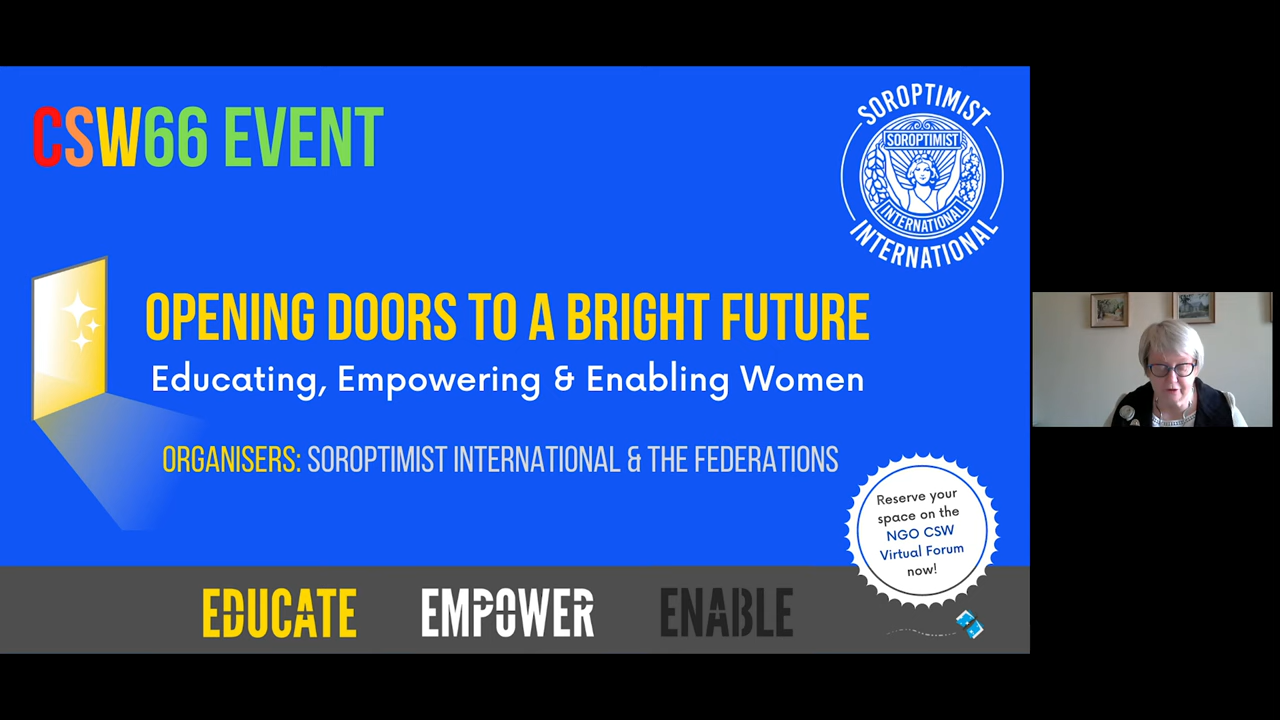 CSW66 EVENT
SOROPTIMIST
SOROPTIMIST
INTERNATIONAL
INTERNATIONAL
OPENING DOORS TO A BRIGHT FUTURE
Educating, Empowering & Enabling Women
ORGANISERS: SOROPTIMIST INTERNATIONAL & THE FEDERATIONS
Reserve your
space on the
NGO CSW
Virtual Forum
now!
EDUCATE EMPOWER ENABLE